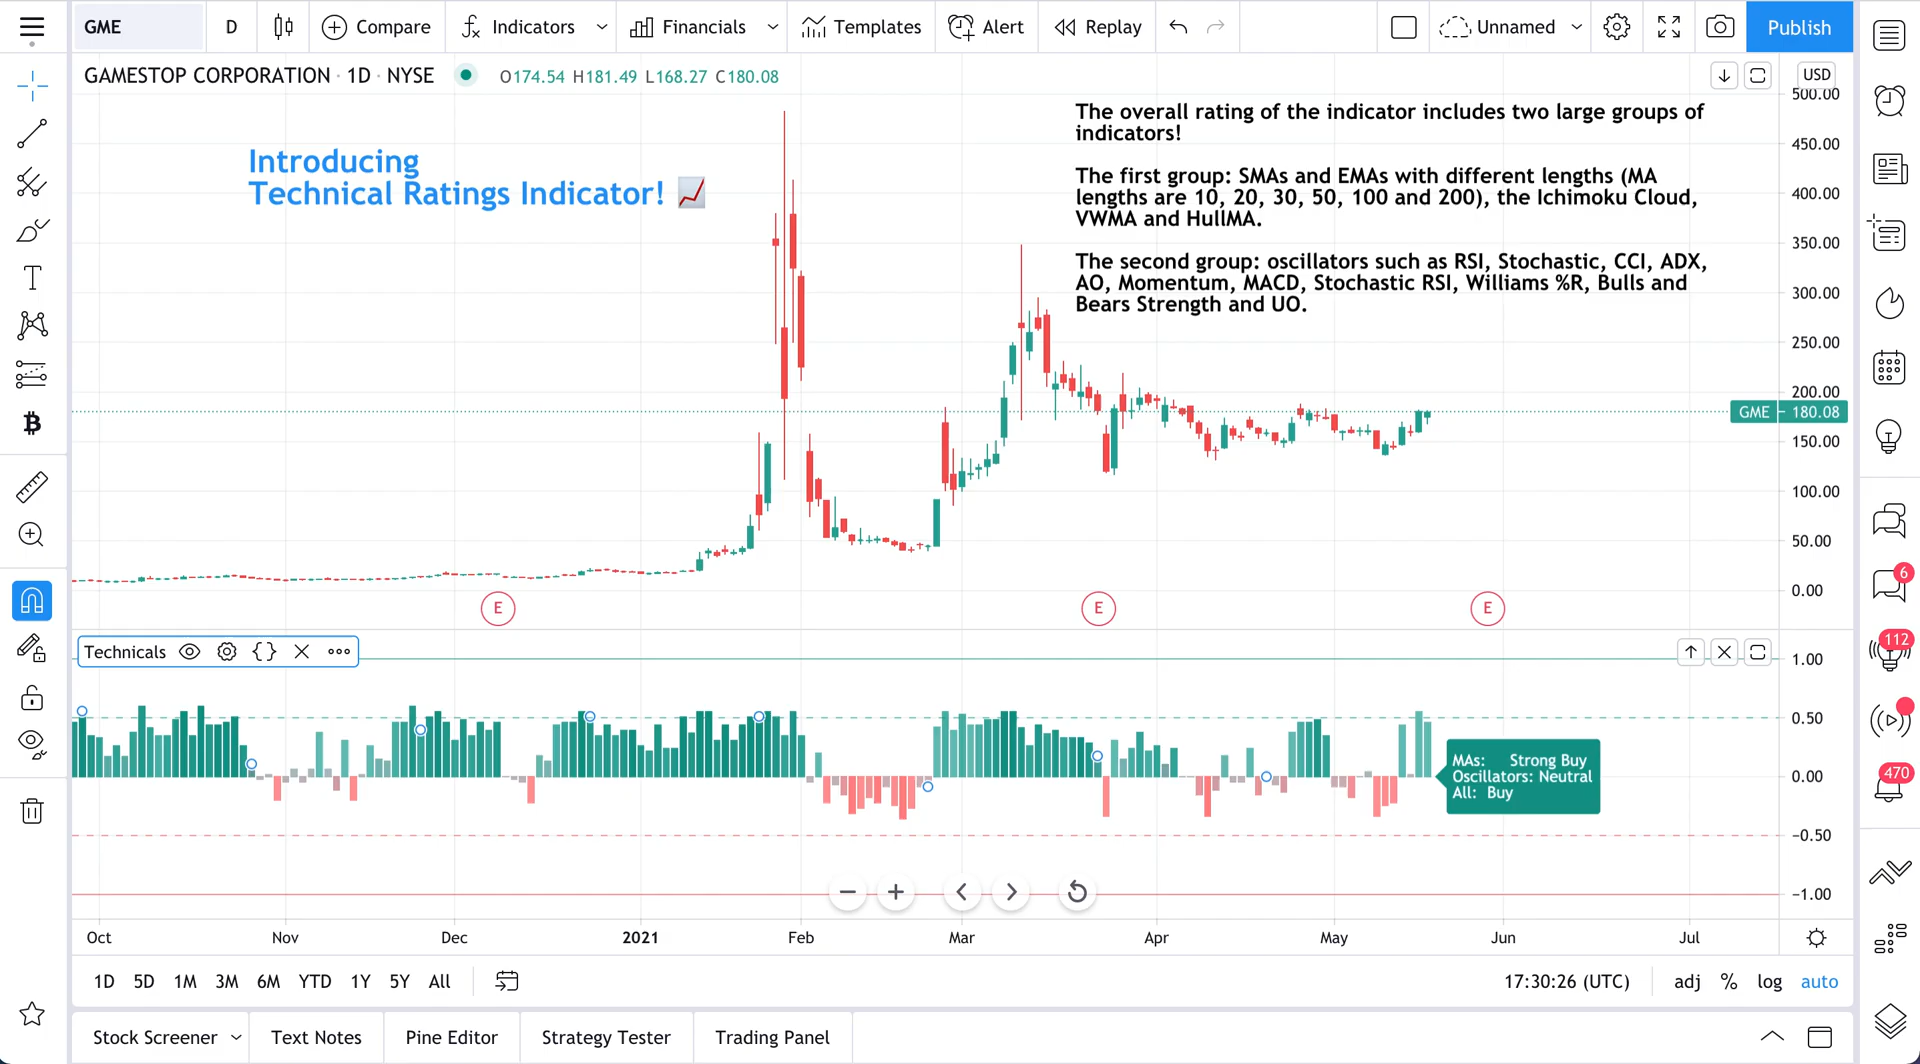 GME
D
Compare
Indicators
Financials
Templates
Alert
Replay
Unnamed
Publish
GAMESTOP CORPORATION · 1D · NYSE
O174.54 H181.49 L168.27 C180.08
USD
Introducing
Technical Ratings Indicator!
The overall rating of the indicator includes two large groups of
indicators!
The first group: SMAs and EMAs with different lengths (MA
lengths are 10, 20, 30, 50, 100 and 200), the Ichimoku Cloud,
VWMA and HullMA.
The second group: oscillators such as RSI, Stochastic, CCI, ADX,
AO, Momentum, MACD, Stochastic RSI, Williams %R, Bulls and
Bears Strength and UO.
500.00
450.00
400.00
350.00
300.00
250.00
200.00
GME 180.08
150.00
100.00
50.00
0.00
E
E
E
Technicals
1.00
0.50
0.00
−0.50
−1.00
MAs: Strong Buy
Oscillators: Neutral
All: Buy
Oct
Nov
Dec
2021
Feb
Mar
Apr
May
Jun
Jul
1D
5D
1M
3M
6M
YTD
1Y
5Y
All
17:30:26 (UTC)
adj
%
log
auto
Stock Screener
Text Notes
Pine Editor
Strategy Tester
Trading Panel
6
112
470